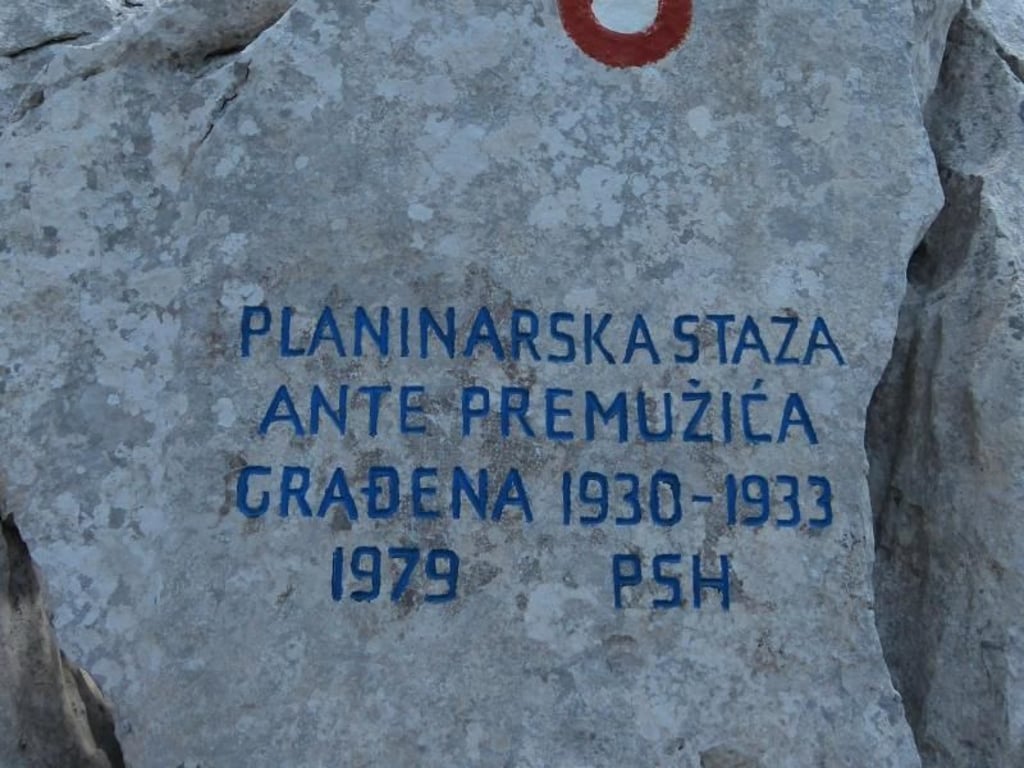 PLANINARSKA STAZA
ANTE PREMUŽIĆA
GRAĐENA 1930-1933
1979 PSH